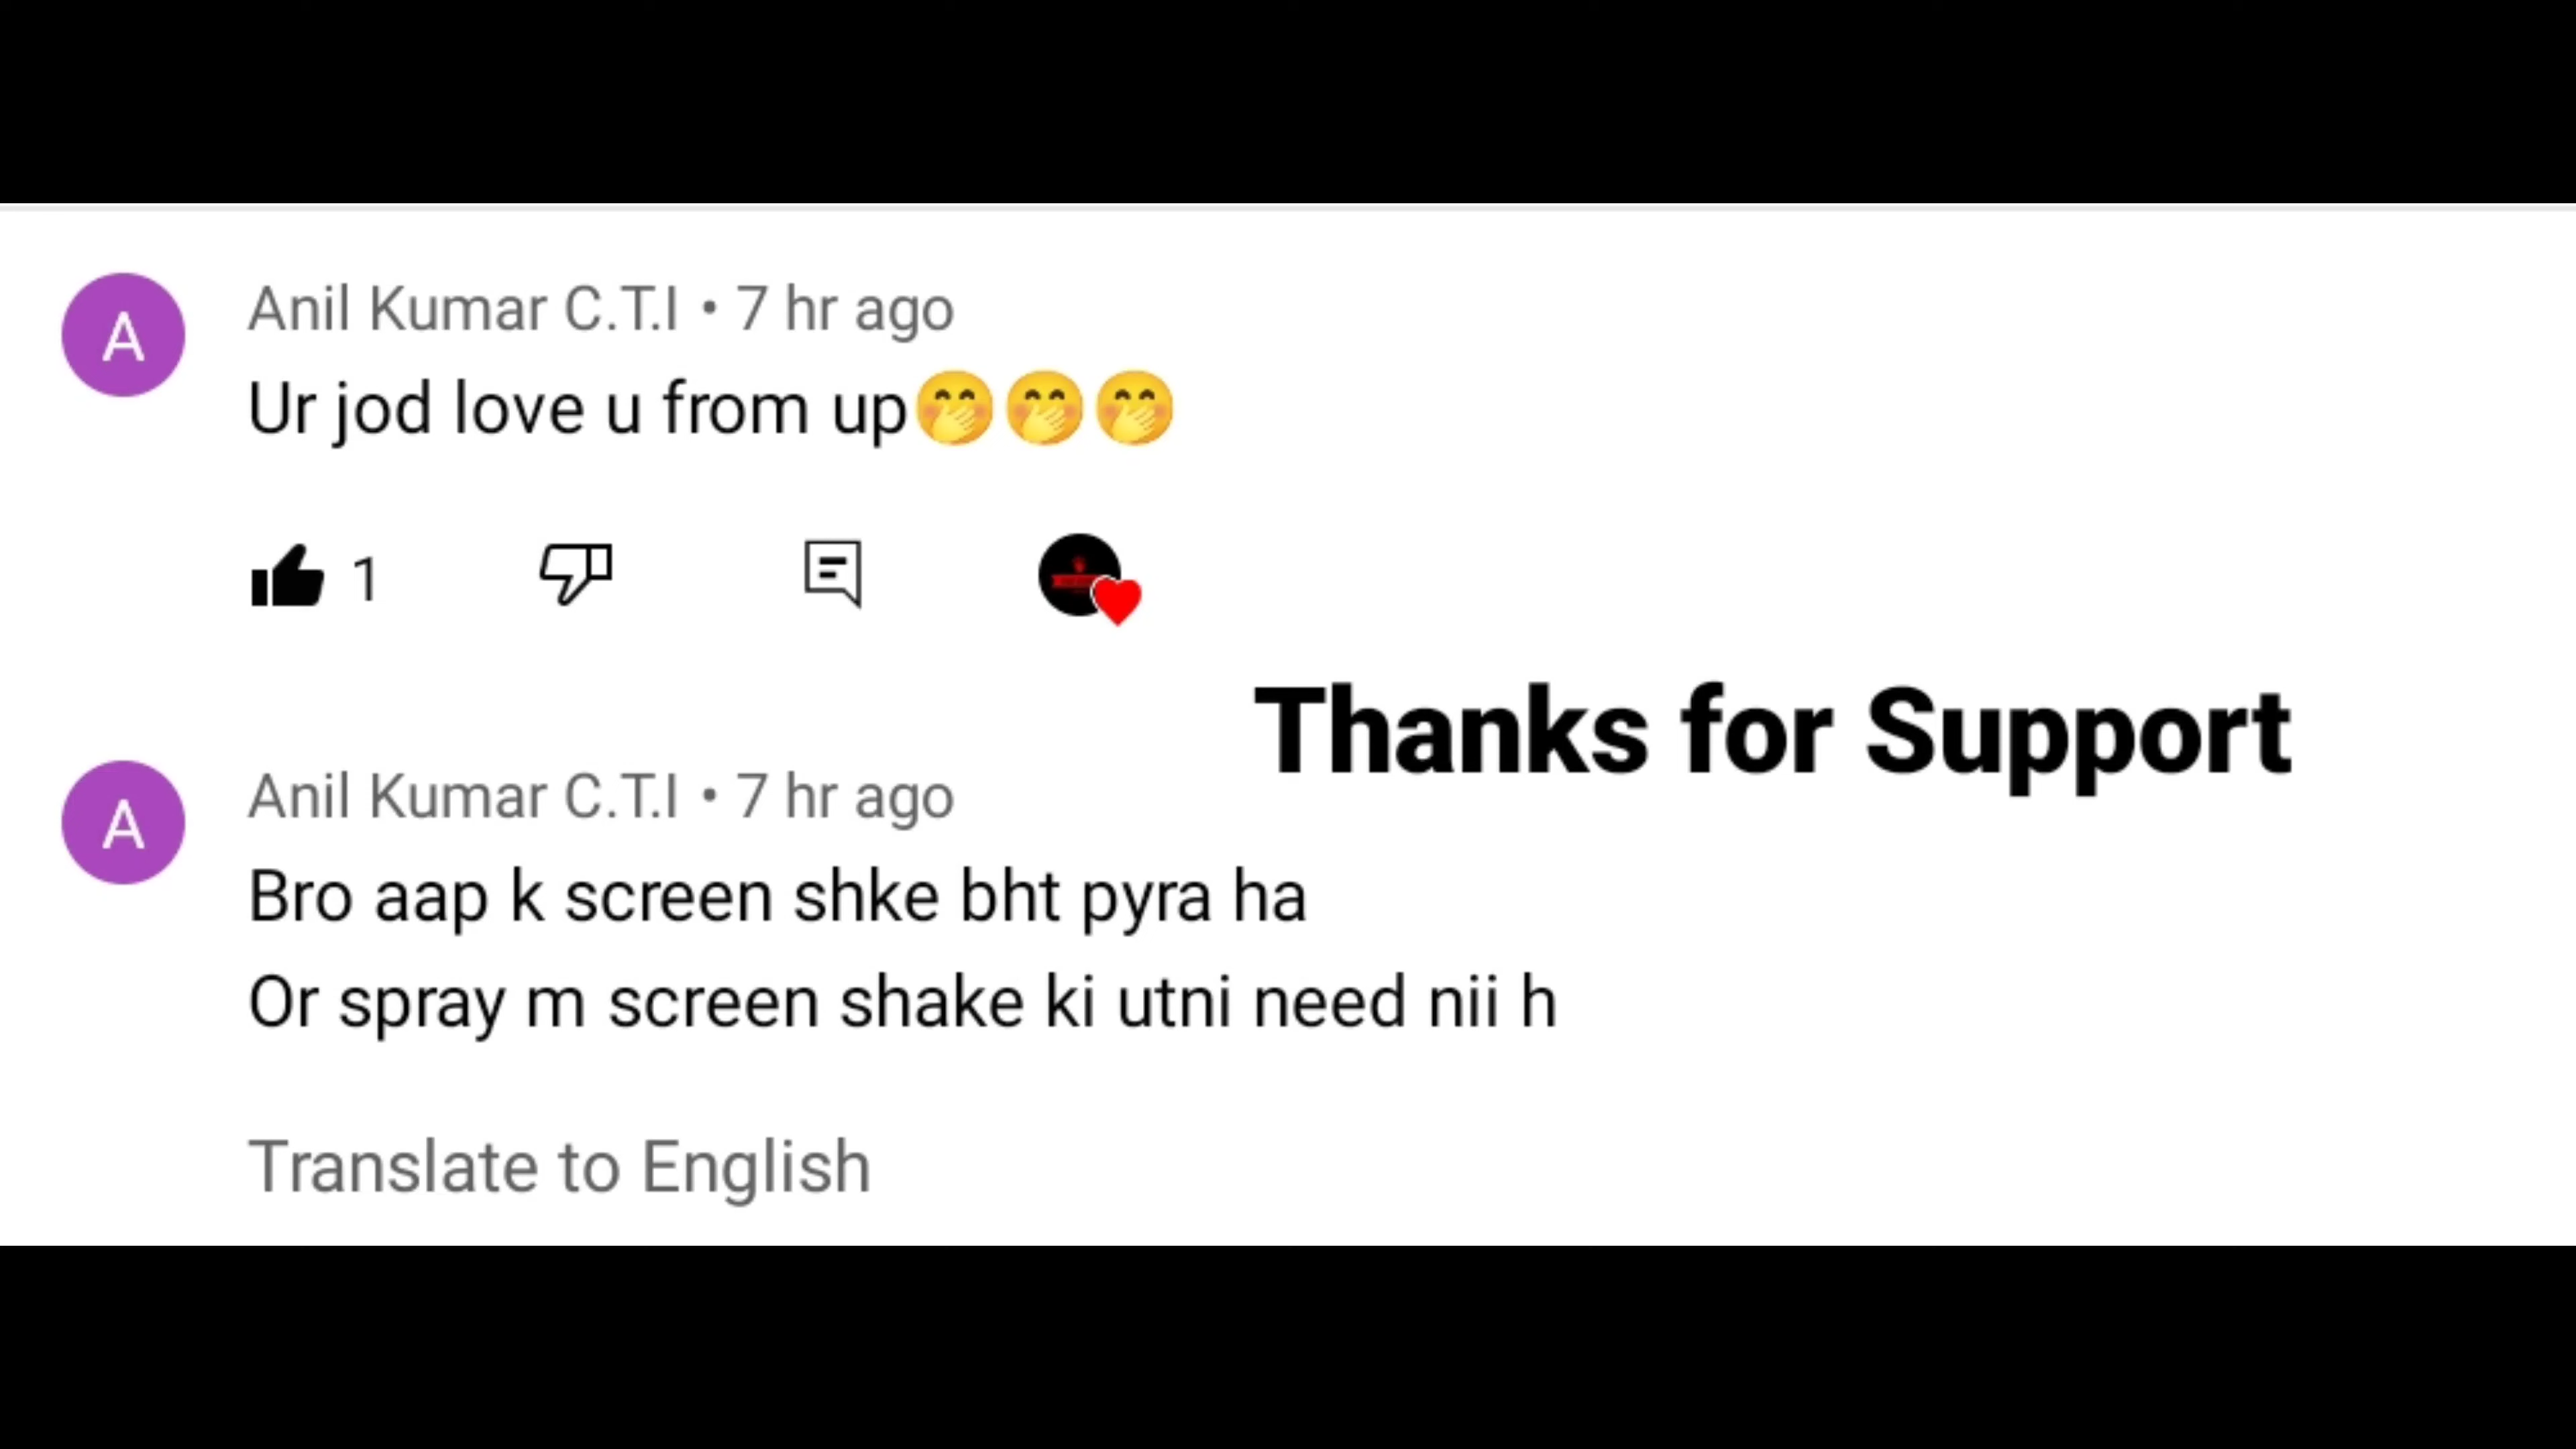 A
Anil Kumar C.T.I • 7 hr ago
Ur jod love u from up🤭🤭🤭
1
Thanks for Support
A
Anil Kumar C.T.I • 7 hr ago
Bro aap k screen shke bht pyra ha
Or spray m screen shake ki utni need nii h
Translate to English